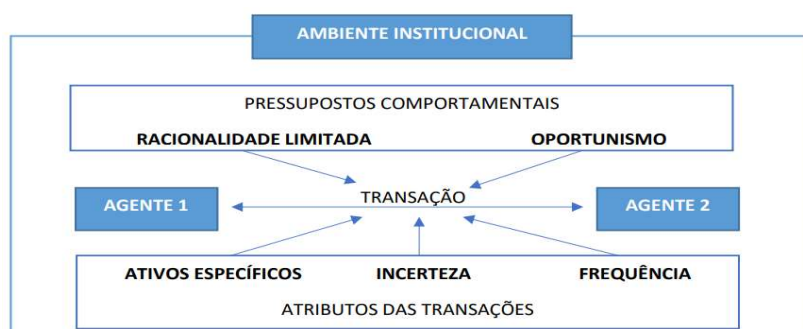 AMBIENTE INSTITUCIONAL
PRESSUPOSTOS COMPORTAMENTAIS
RACIONALIDADE LIMITADA OPORTUNISMO
AGENTE 1 TRANSAÇÃO AGENTE 2
ATIVOS ESPECÍFICOS INCERTEZA FREQUÊNCIA
ATRIBUTOS DAS TRANSAÇÕES